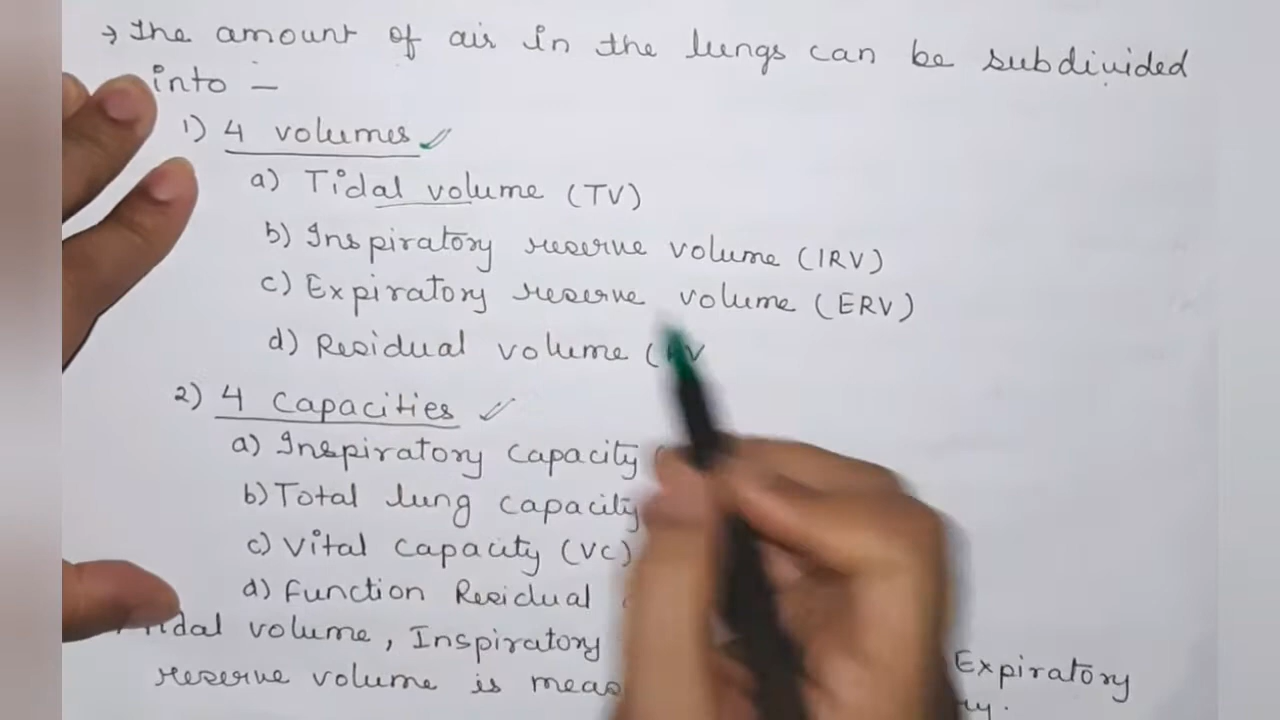 → The amount of air in the lungs can be subdivided
into —
1) 4 volumes ✓
a) Tidal volume (TV)
b) Inspiratory reserve volume (IRV)
c) Expiratory reserve volume (ERV)
d) Residual volume
2) 4 Capacities ✓
a) Inspiratory capacity
b) Total lung capacity
c) Vital capacity (VC)
d) Function Residual
volume, Inspiratory Expiratory
reserve volume is